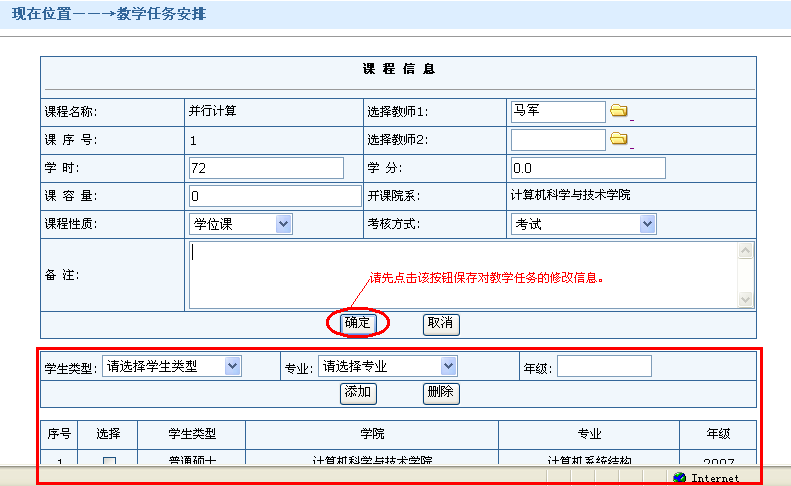 现在位置——→教学任务安排
课 程 信 息
课程名称: 并行计算 选择教师1: 马军
课 序 号: 1 选择教师2:
学 时: 72 学 分: 0.0
课 容 量: 0 开课院系: 计算机科学与技术学院
课程性质: 学位课 考核方式: 考试
备 注:
请先点击该按钮保存对教学任务的修改信息。
确定 取消
学生类型: 请选择学生类型 专业: 请选择专业 年级:
添加 删除
序号 选择 学生类型 学院 专业 年级
1 普通硕士 计算机科学与技术学院 计算机系统结构 2007
Internet